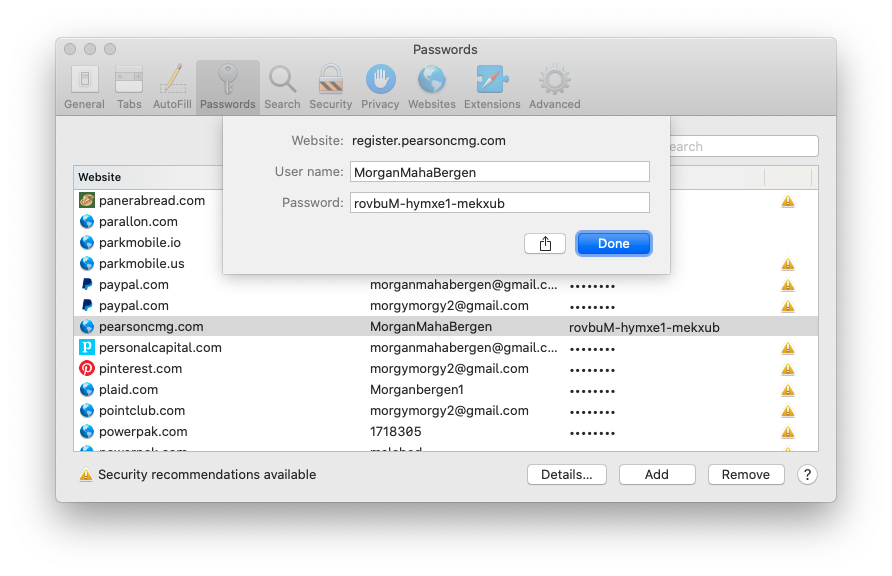 Passwords
General Tabs AutoFill Passwords Search Security Privacy Websites Extensions Advanced
Website: register.pearsoncmg.com
User name: MorganMahaBergen
Password: rovbuM-hymxe1-mekxub
Done
earch
Website
panerabread.com
parallon.com
parkmobile.io
parkmobile.us
paypal.com morganmahabergen@gmail.c... ••••••••
paypal.com morgymorgy2@gmail.com ••••••••
pearsoncmg.com MorganMahaBergen rovbuM-hymxe1-mekxub
personalcapital.com morganmahabergen@gmail.c... ••••••••
pinterest.com morgymorgy2@gmail.com ••••••••
plaid.com Morganbergen1 ••••••••
pointclub.com morgymorgy2@gmail.com ••••••••
powerpak.com 1718305 ••••••••
Security recommendations available Details... Add Remove ?